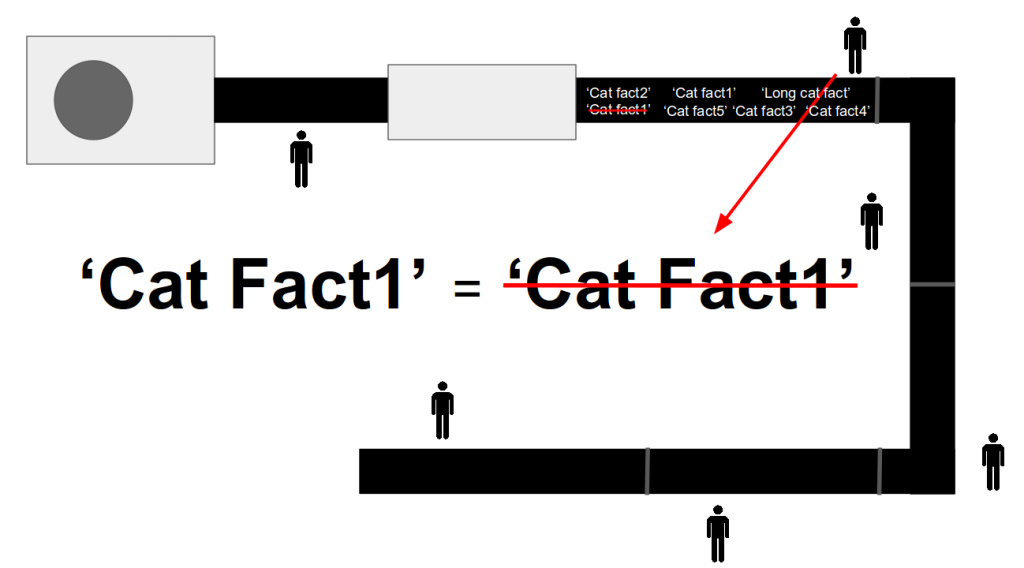 ‘Cat fact2’ ‘Cat fact1’ ‘Long cat fact’
‘Cat fact1’ ‘Cat fact5’ ‘Cat fact3’ ‘Cat fact4’
‘Cat Fact1’ = ‘Cat Fact1’